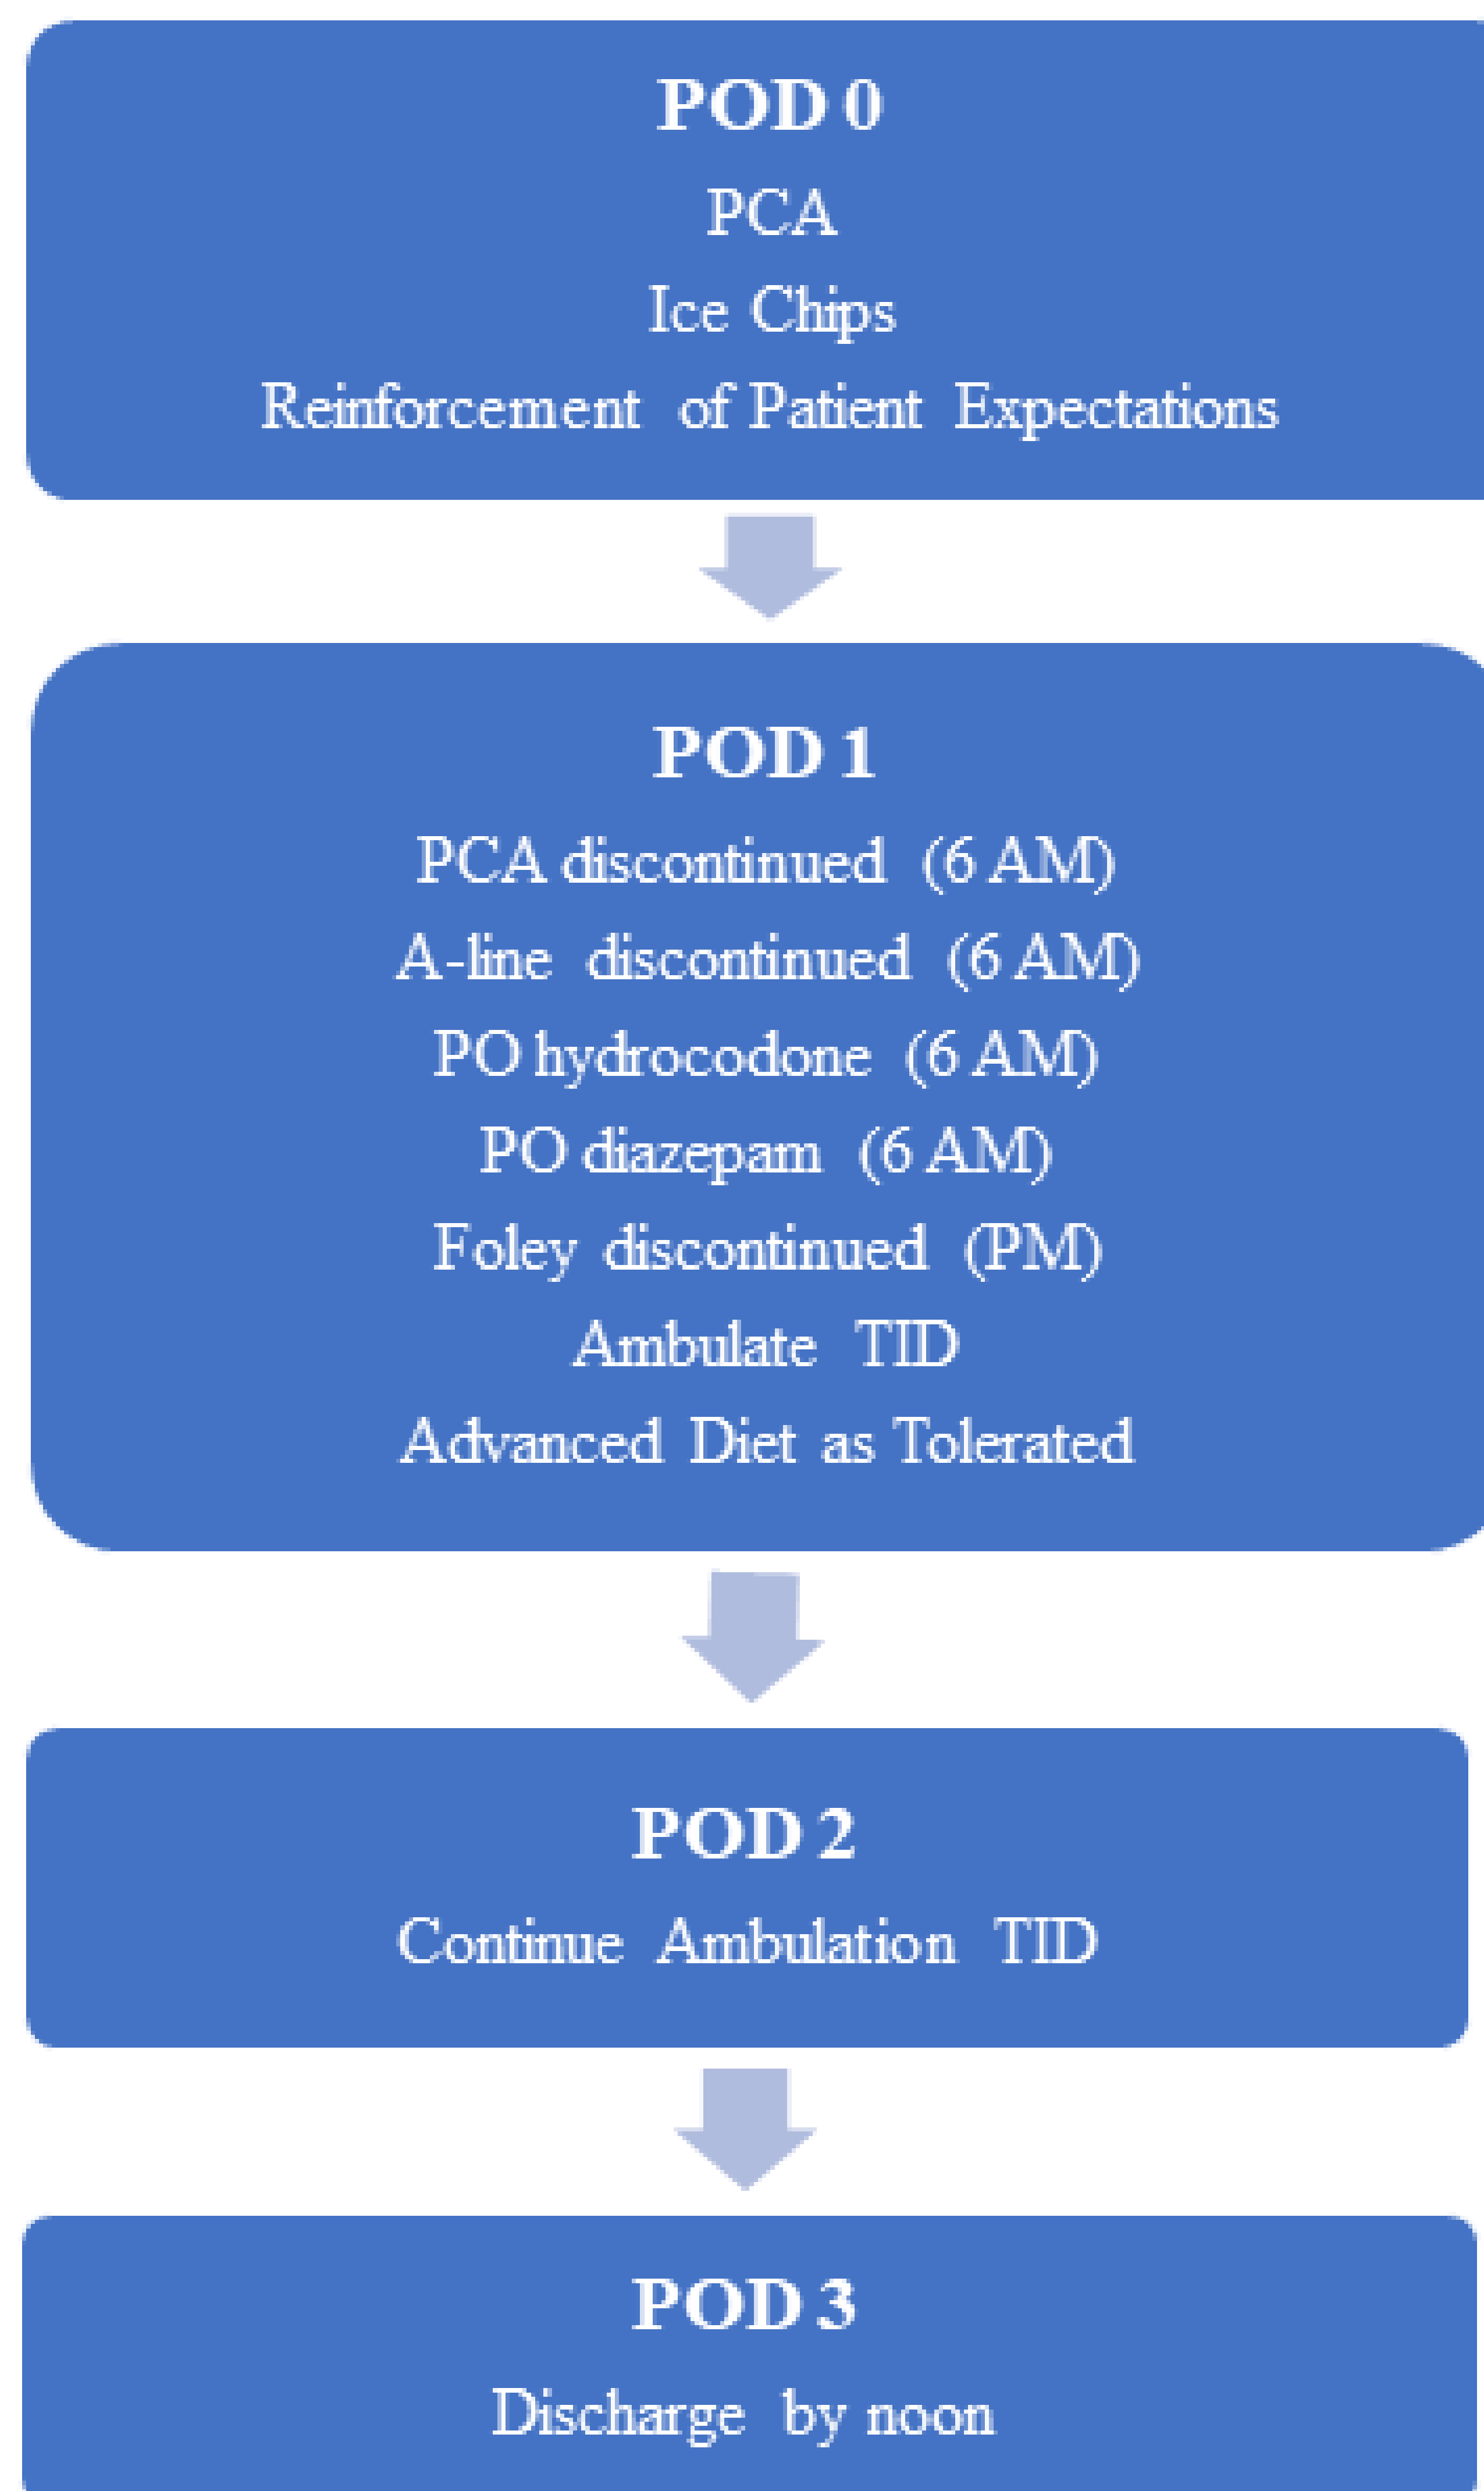 POD 0
PCA
Ice Chips
Reinforcement of Patient Expectations
POD 1
PCA discontinued (6 AM)
A-line discontinued (6 AM)
PO hydrocodone (6 AM)
PO diazepam (6 AM)
Foley discontinued (PM)
Ambulate TID
Advanced Diet as Tolerated
POD 2
Continue Ambulation TID
POD 3
Discharge by noon